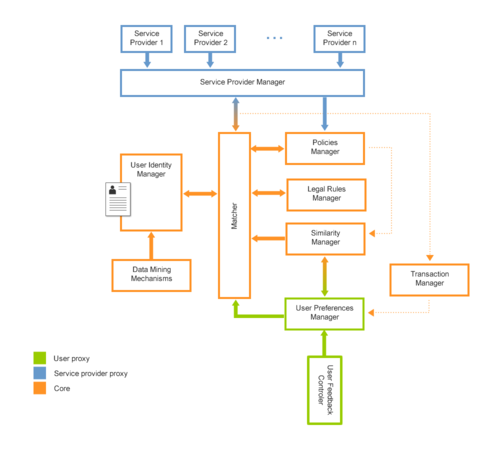 Service
Provider 1
Service
Provider 2
. . .
Service
Provider n
Service Provider Manager
Policies
Manager
User Identity
Manager
Legal Rules
Manager
Matcher
Similarity
Manager
Data Mining
Mechanisms
Transaction
Manager
User Preferences
Manager
User Feedback
Controler
User proxy
Service provider proxy
Core